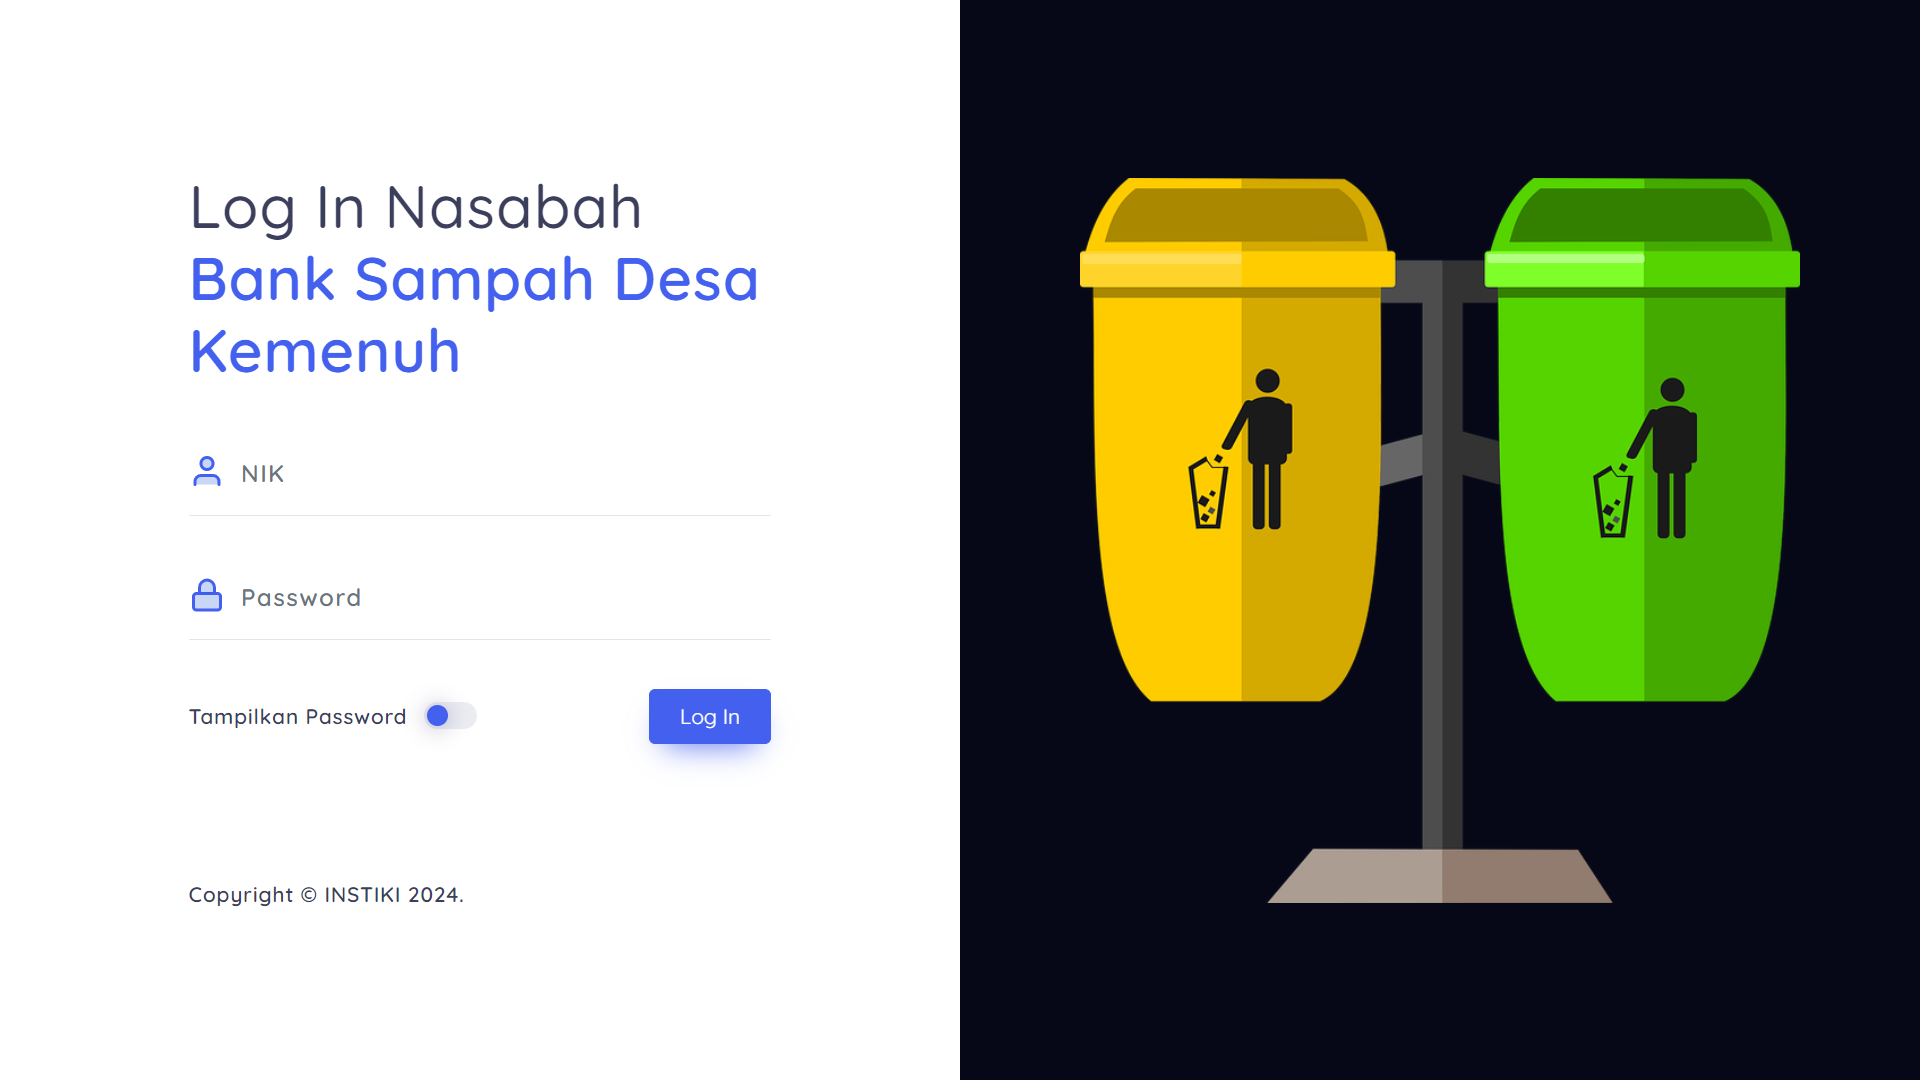 Log In Nasabah
Bank Sampah Desa
Kemenuh
NIK
Password
Tampilkan Password
Log In
Copyright © INSTIKI 2024.